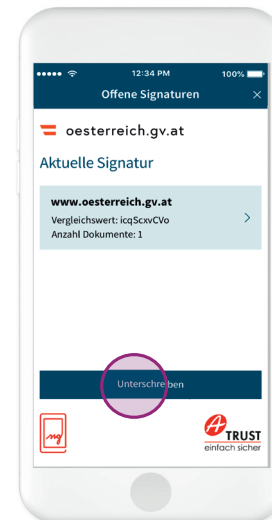 12:34 PM
100%
Offene Signaturen
oesterreich.gv.at
Aktuelle Signatur
www.oesterreich.gv.at
Vergleichswert: icqScxvCVo
Anzahl Dokumente: 1
Unterschreiben
A TRUST
einfach sicher